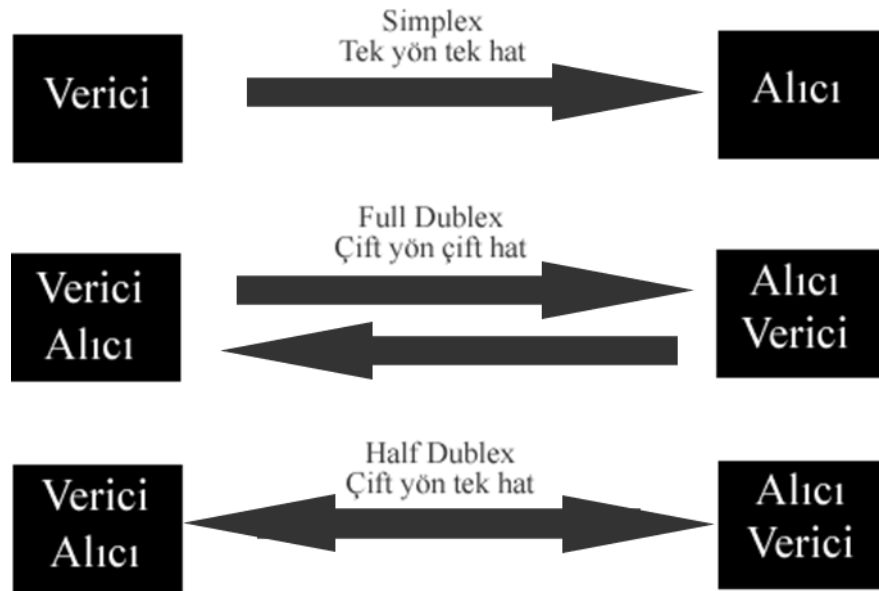 Simplex
Tek yön tek hat
Verici
Alıcı
Full Dublex
Çift yön çift hat
Verici
Alıcı
Alıcı
Verici
Half Dublex
Çift yön tek hat
Verici
Alıcı
Alıcı
Verici